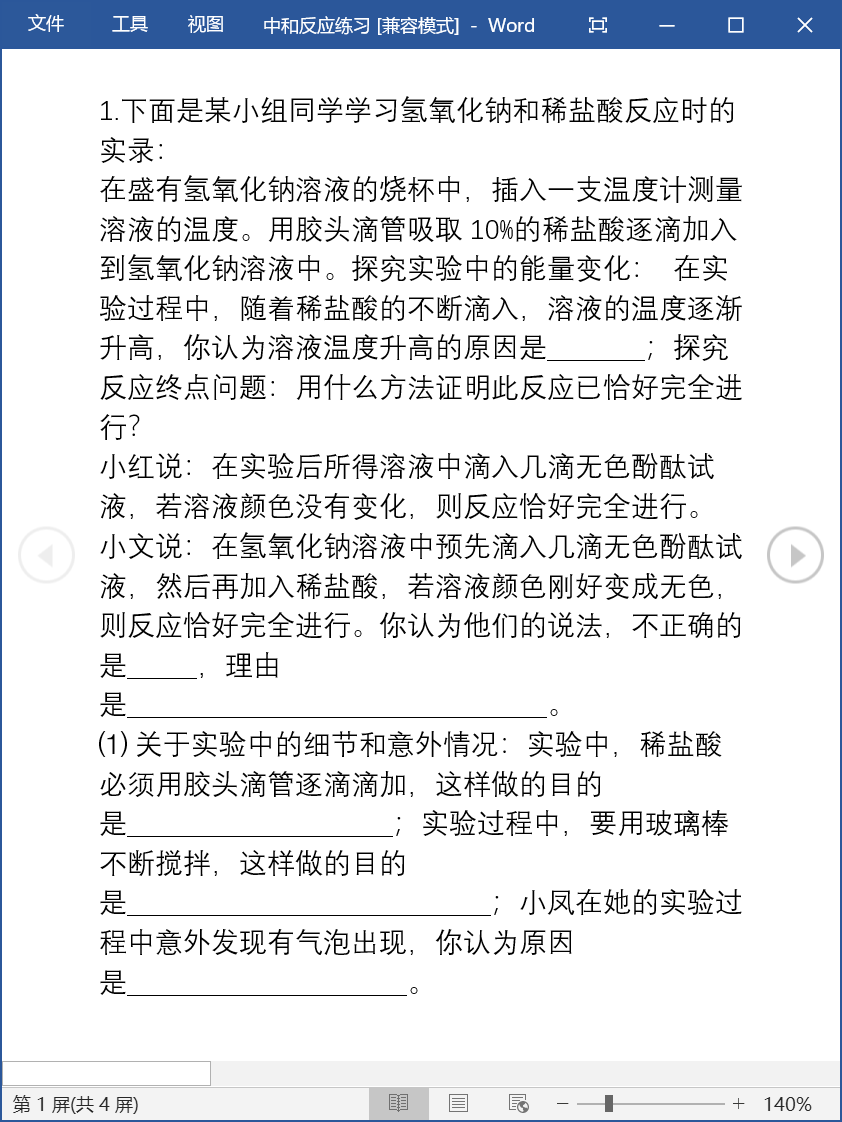 文件 工具 视图 中和反应练习 [兼容模式] - Word
1.下面是某小组同学学习氢氧化钠和稀盐酸反应时的
实录：
在盛有氢氧化钠溶液的烧杯中，插入一支温度计测量
溶液的温度。用胶头滴管吸取 10%的稀盐酸逐滴加入
到氢氧化钠溶液中。探究实验中的能量变化： 在实
验过程中，随着稀盐酸的不断滴入，溶液的温度逐渐
升高，你认为溶液温度升高的原因是_______；探究
反应终点问题：用什么方法证明此反应已恰好完全进
行？
小红说：在实验后所得溶液中滴入几滴无色酚酞试
液，若溶液颜色没有变化，则反应恰好完全进行。
小文说：在氢氧化钠溶液中预先滴入几滴无色酚酞试
液，然后再加入稀盐酸，若溶液颜色刚好变成无色，
则反应恰好完全进行。你认为他们的说法，不正确的
是_____，理由
是______________________________。
⑴ 关于实验中的细节和意外情况：实验中，稀盐酸
必须用胶头滴管逐滴滴加，这样做的目的
是___________________；实验过程中，要用玻璃棒
不断搅拌，这样做的目的
是__________________________；小凤在她的实验过
程中意外发现有气泡出现，你认为原因
是____________________。
第 1 屏(共 4 屏) 140%